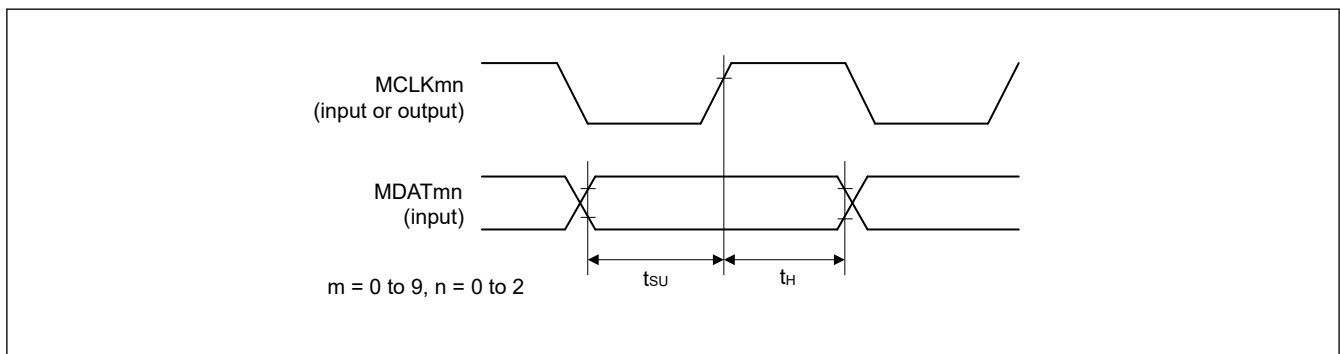 MCLKmn
(input or output)
MDATmn
(input)
tSU
tH
m = 0 to 9, n = 0 to 2